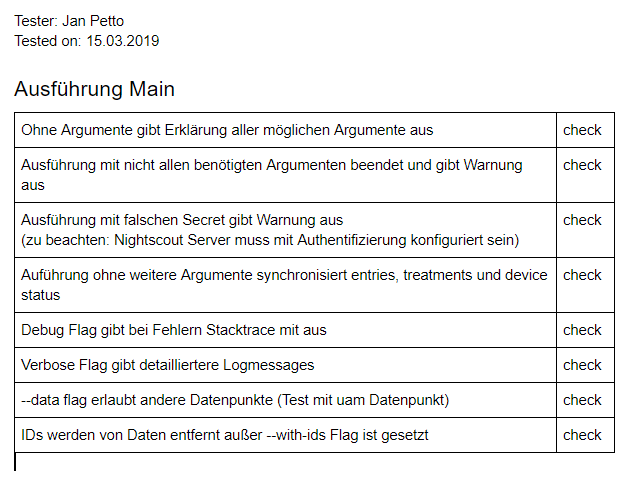 Tester: Jan Petto
Tested on: 15.03.2019
Ausführung Main
Ohne Argumente gibt Erklärung aller möglichen Argumente aus check
Ausführung mit nicht allen benötigten Argumenten beendet und gibt Warnung check
aus
Ausführung mit falschen Secret gibt Warnung aus check
(zu beachten: Nightscout Server muss mit Authentifizierung konfiguriert sein)
Auführung ohne weitere Argumente synchronisiert entries, treatments und device check
status
Debug Flag gibt bei Fehlern Stacktrace mit aus check
Verbose Flag gibt detailliertere Logmessages check
--data flag erlaubt andere Datenpunkte (Test mit uam Datenpunkt) check
IDs werden von Daten entfernt außer --with-ids Flag ist gesetzt check